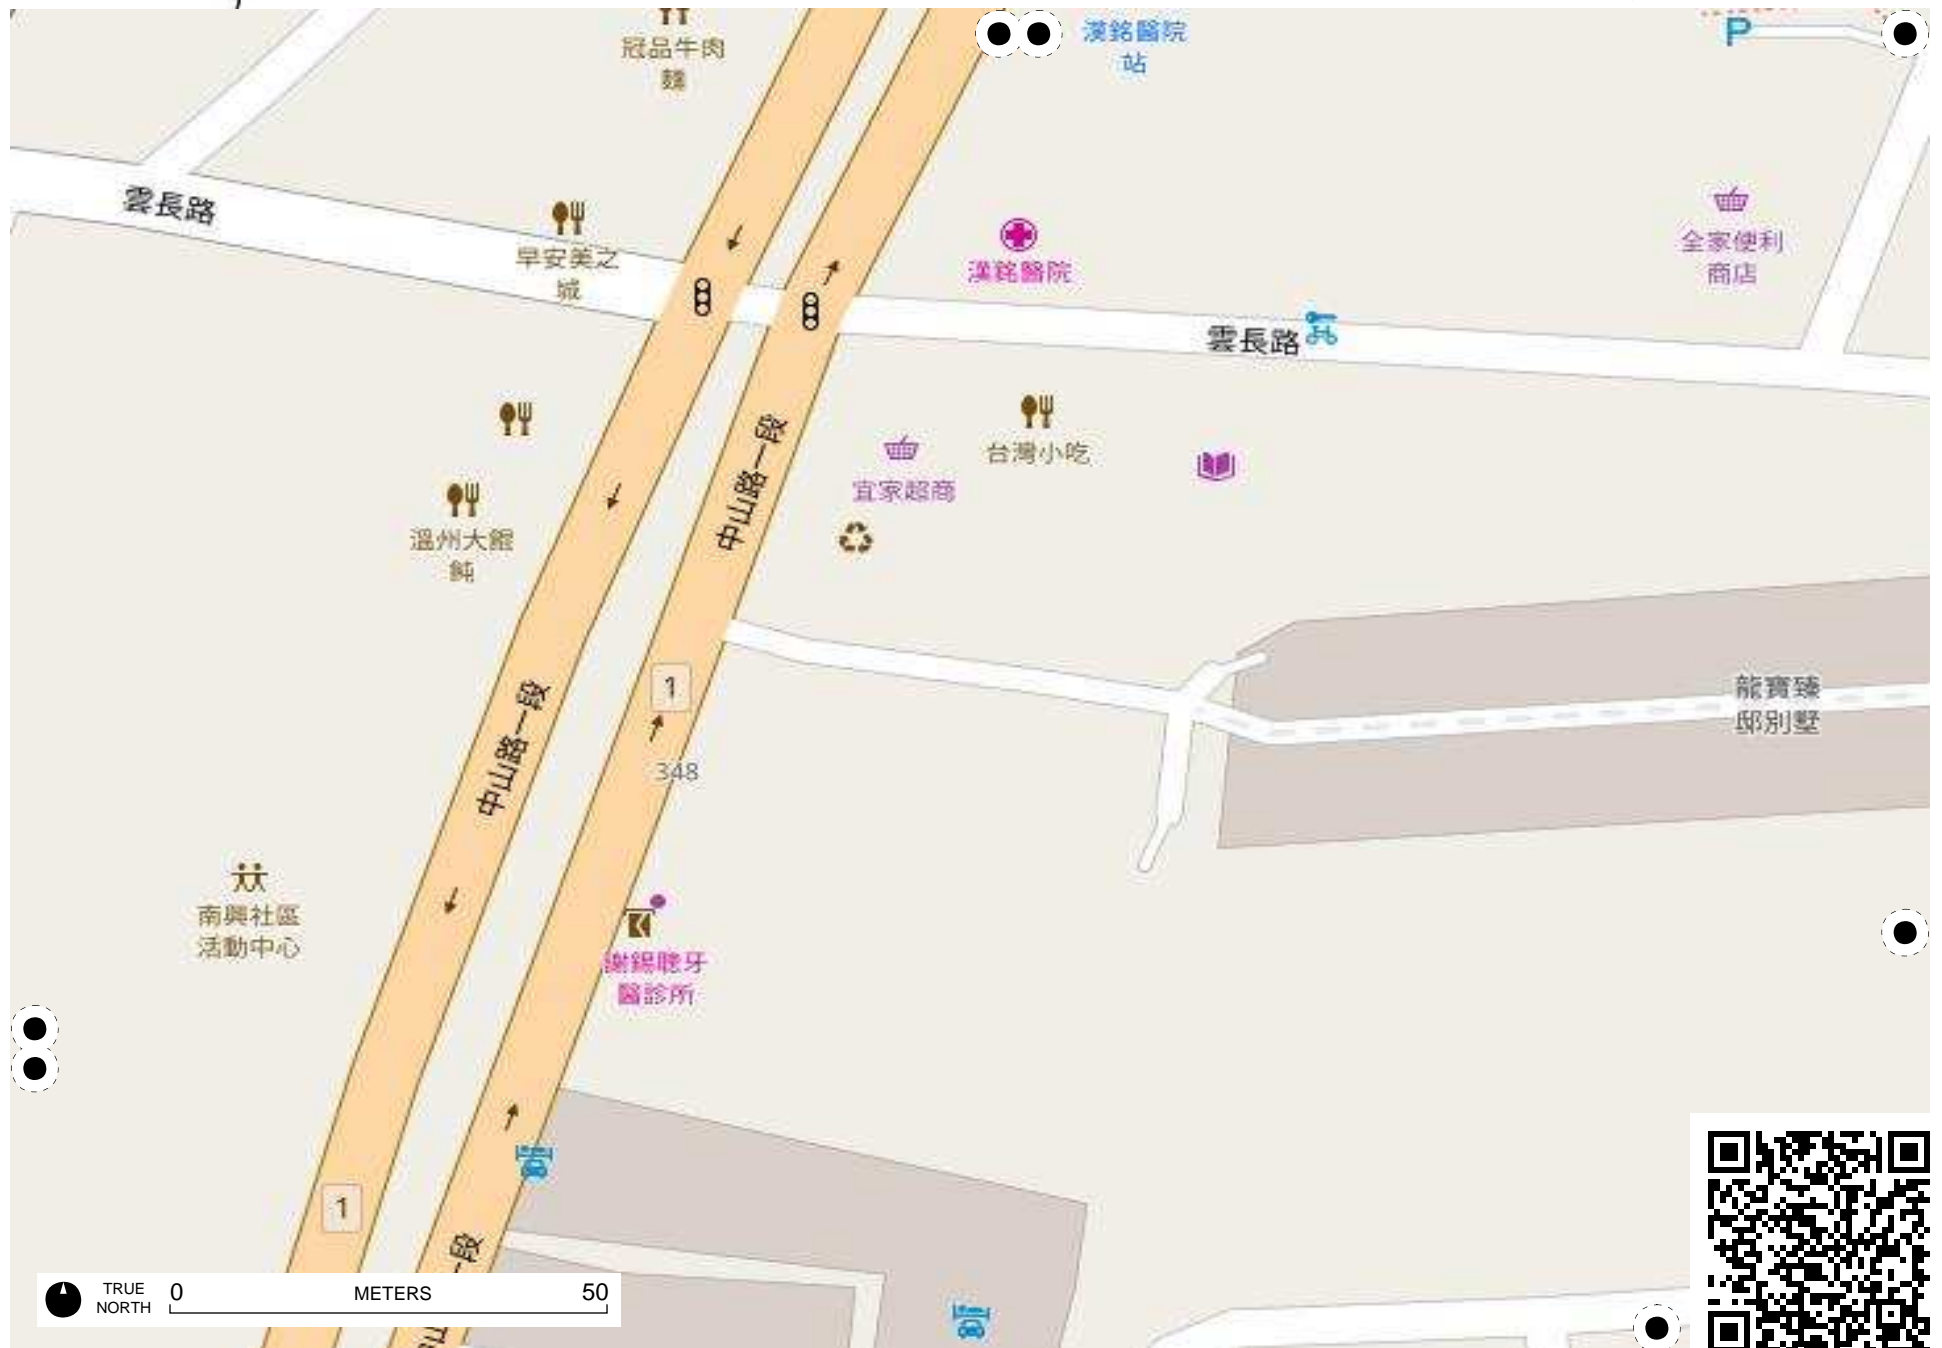 冠品牛肉
麵
漢銘醫院
站
P
雲長路
早安美之
城
漢銘醫院
全家便利
商店
雲長路
中山路一段
台灣小吃
宜家超商
溫州大餛
飩
中山路一段
1
龍寶臻
邸別墅
348
南興社區
活動中心
謝錫聰牙
醫診所
1
TRUE
NORTH
0
METERS
50